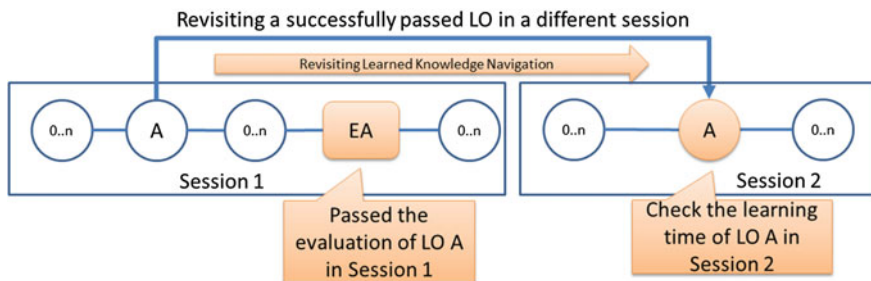 Revisiting a successfully passed LO in a different session
Revisiting Learned Knowledge Navigation
0..n
A
0..n
EA
0..n
Session 1
0..n
A
0..n
Session 2
Passed the
evaluation of LO A
in Session 1
Check the learning
time of LO A in
Session 2